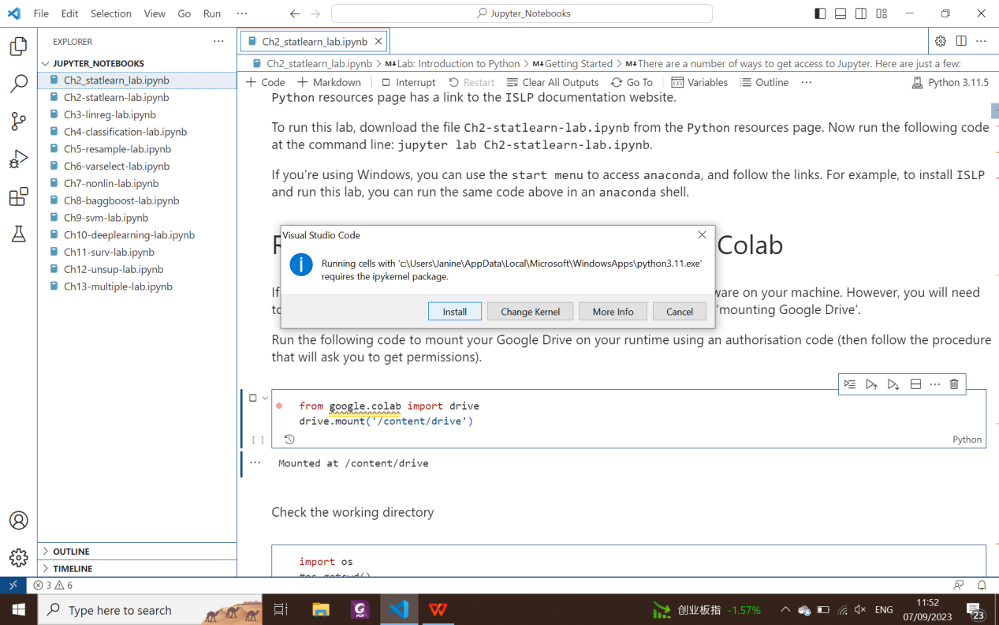 File Edit Selection View Go Run ···
Jupyter_Notebooks
EXPLORER ···
Ch2_statlearn_lab.ipynb
JUPYTER_NOTEBOOKS
Ch2_statlearn_lab.ipynb
Ch2-statlearn-lab.ipynb
Ch3-linreg-lab.ipynb
Ch4-classification-lab.ipynb
Ch5-resample-lab.ipynb
Ch6-varselect-lab.ipynb
Ch7-nonlin-lab.ipynb
Ch8-baggboost-lab.ipynb
Ch9-svm-lab.ipynb
Ch10-deeplearning-lab.ipynb
Ch11-surv-lab.ipynb
Ch12-unsup-lab.ipynb
Ch13-multiple-lab.ipynb
OUTLINE
TIMELINE
Ch2_statlearn_lab.ipynb > M↓Lab: Introduction to Python > M↓Getting Started > M↓There are a number of ways to get access to Jupyter. Here are just a few:
+ Code + Markdown Interrupt Restart Clear All Outputs Go To Variables Outline ··· Python 3.11.5
Python resources page has a link to the ISLP documentation website.
To run this lab, download the file Ch2-statlearn-lab.ipynb from the Python resources page. Now run the following code
at the command line: jupyter lab Ch2-statlearn-lab.ipynb.
If you're using Windows, you can use the start menu to access anaconda, and follow the links. For example, to install ISLP
and run this lab, you can run the same code above in an anaconda shell.
Colab
Visual Studio Code
Running cells with 'c:\Users\Janine\AppData\Local\Microsoft\WindowsApps\python3.11.exe'
requires the ipykernel package.
Install Change Kernel More Info Cancel
If ware on your machine. However, you will need
'mounting Google Drive'.
Run the following code to mount your Google Drive on your runtime using an authorisation code (then follow the procedure
that will ask you to get permissions).
from google.colab import drive
drive.mount('/content/drive')
[ ] Python
··· Mounted at /content/drive
Check the working directory
import os
#os.getcwd()
3 6
Type here to search
创业板指 -1.57% ENG
11:52
07/09/2023
23